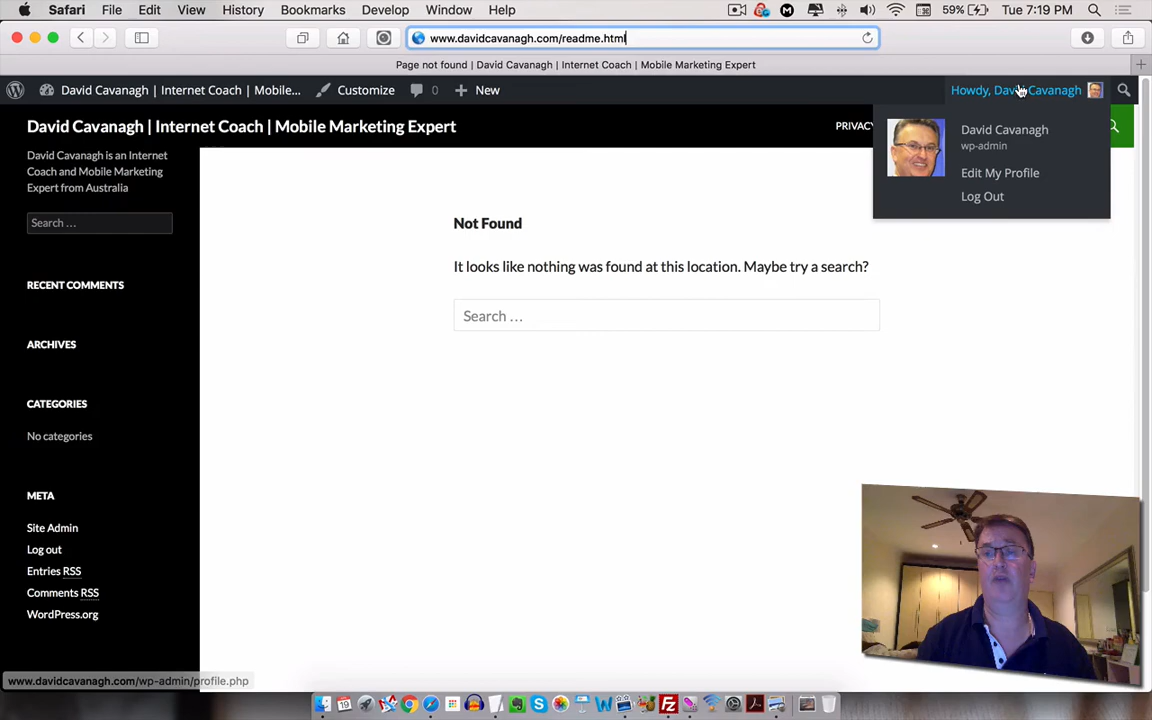 Safari File Edit View History Bookmarks Develop Window Help 59% Tue 7:19 PM
www.davidcavanagh.com/readme.html
Page not found | David Cavanagh | Internet Coach | Mobile Marketing Expert
David Cavanagh | Internet Coach | Mobile... Customize 0 New Howdy, David Cavanagh
David Cavanagh | Internet Coach | Mobile Marketing Expert
PRIVACY
David Cavanagh
wp-admin
Edit My Profile
Log Out
David Cavanagh is an Internet
Coach and Mobile Marketing
Expert from Australia
Search ...
RECENT COMMENTS
ARCHIVES
CATEGORIES
No categories
META
Site Admin
Log out
Entries RSS
Comments RSS
WordPress.org
Not Found
It looks like nothing was found at this location. Maybe try a search?
Search ...
www.davidcavanagh.com/wp-admin/profile.php